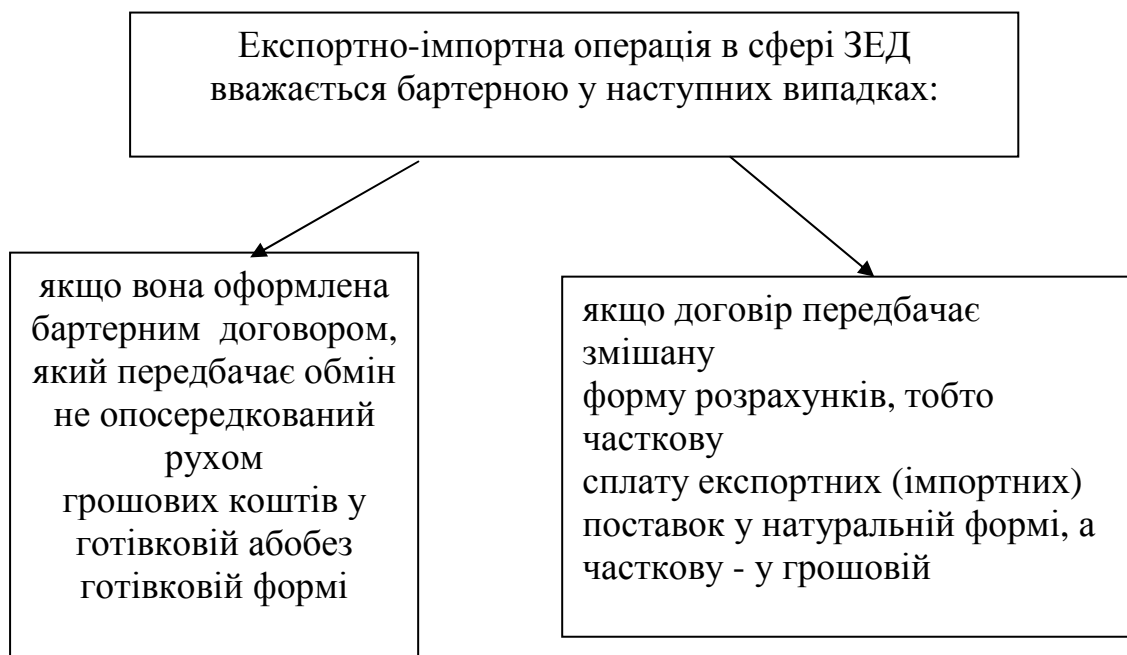 Експортно-імпортна операція в сфері ЗЕД
вважається бартерною у наступних випадках:
якщо вона оформлена
бартерним договором,
який передбачає обмін
не опосередкований
рухом
грошових коштів у
готівковій абобез
готівковій формі
якщо договір передбачає
змішану
форму розрахунків, тобто
часткову
сплату експортних (імпортних)
поставок у натуральній формі, а
часткову - у грошовій